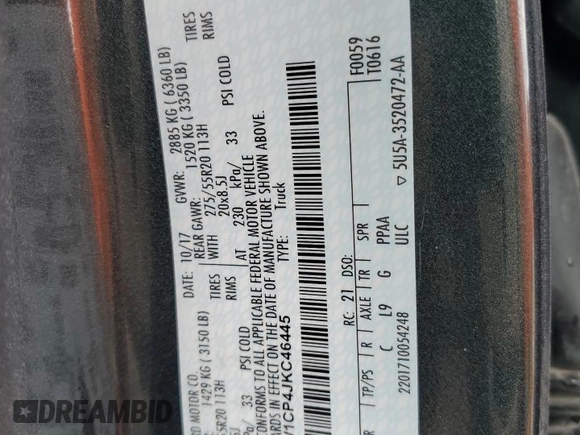 RD MOTOR CO. DATE: 10/17 GVWR: 2885 KG ( 6360 LB)
1429 KG ( 3150 LB) REAR GAWR: 1520 KG ( 3350 LB)
5R20 113H TIRES WITH 275/55R20 113H TIRES
RIMS 20x8.5J RIMS
33 PSI COLD AT 230 kPa/ 33 PSI COLD
CONFORMS TO ALL APPLICABLE FEDERAL MOTOR VEHICLE
ARDS IN EFFECT ON THE DATE OF MANUFACTURE SHOWN ABOVE.
1CP4JKC46445 TYPE: Truck
F0059
RC: 21 DSO: T0616
TP/PS R AXLE TR SPR
C L9 G PPAA
2201710054248 ULC ▽ 5U5A-3520472-AA
BIDHISTORY